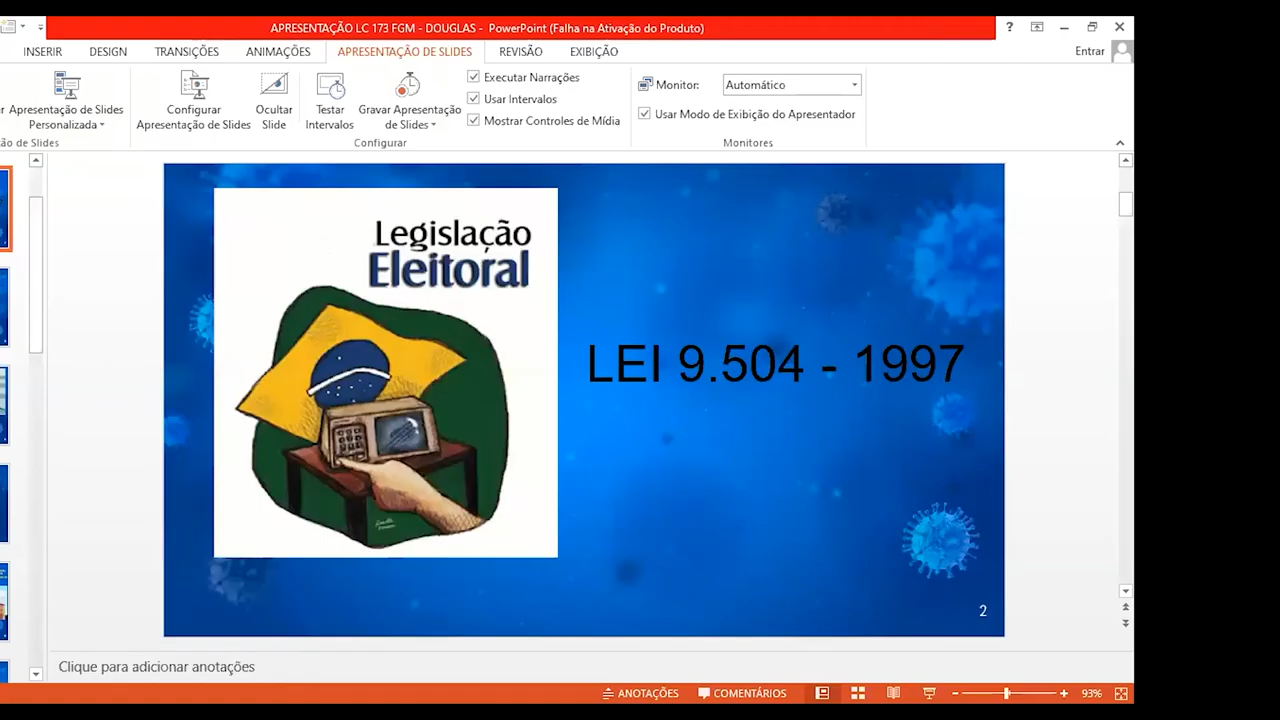 APRESENTAÇÃO LC 173 FGM - DOUGLAS - PowerPoint (Falha na Ativação do Produto)
?
INSERIR DESIGN TRANSIÇÕES ANIMAÇÕES APRESENTAÇÃO DE SLIDES REVISÃO EXIBIÇÃO Entrar
r Apresentação de Slides
Personalizada
ão de Slides
Configurar
Apresentação de Slides
Ocultar
Slide
Testar
Intervalos
Gravar Apresentação
de Slides
Executar Narrações
Usar Intervalos
Mostrar Controles de Mídia
Configurar
Monitor: Automático
Usar Modo de Exibição do Apresentador
Monitores
Legislação
Eleitoral
LEI 9.504 - 1997
2
Clique para adicionar anotações
ANOTAÇÕES COMENTÁRIOS 93%